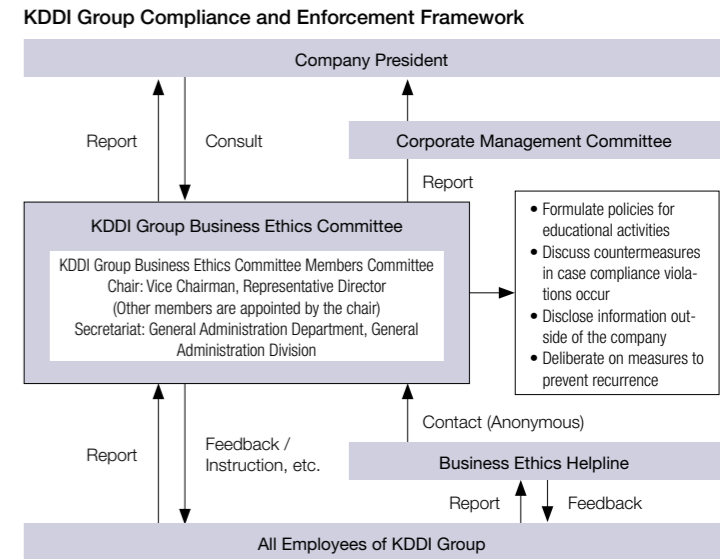 KDDI Group Compliance and Enforcement Framework
Company President
Report
Consult
Corporate Management Committee
Report
KDDI Group Business Ethics Committee
KDDI Group Business Ethics Committee Members Committee
Chair: Vice Chairman, Representative Director
(Other members are appointed by the chair)
Secretariat: General Administration Department, General
Administration Division
• Formulate policies for
educational activities
• Discuss countermeasures
in case compliance viola-
tions occur
• Disclose information out-
side of the company
• Deliberate on measures to
prevent recurrence
Report
Feedback /
Instruction, etc.
Contact (Anonymous)
Business Ethics Helpline
Report
Feedback
All Employees of KDDI Group